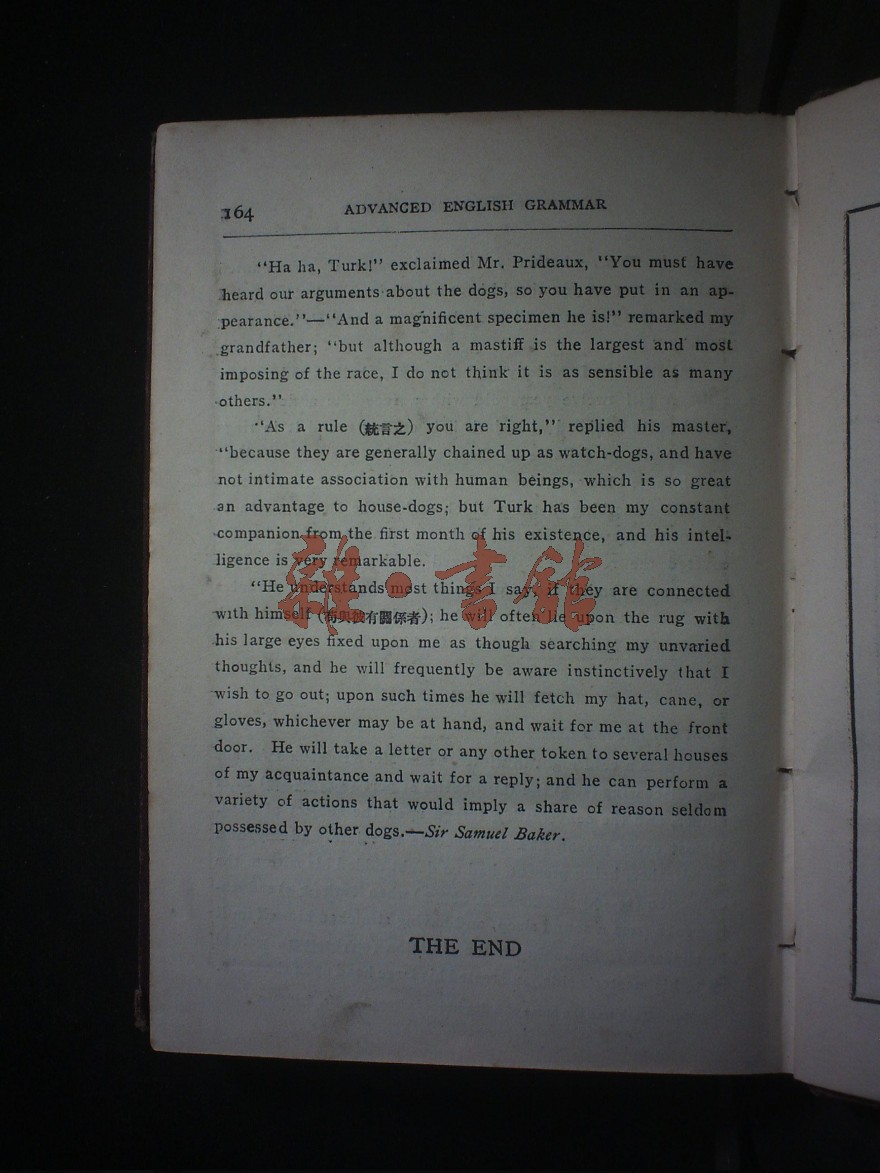 164 ADVANCED ENGLISH GRAMMAR
"Ha ha, Turk!" exclaimed Mr. Prideaux, "You must have
heard our arguments about the dogs, so you have put in an ap-
pearance."—"And a magnificent specimen he is!" remarked my
grandfather; "but although a mastiff is the largest and most
imposing of the race, I do not think it is as sensible as many
others."
"As a rule (統言之) you are right," replied his master,
"because they are generally chained up as watch-dogs, and have
not intimate association with human beings, which is so great
an advantage to house-dogs; but Turk has been my constant
companion from the first month of his existence, and his intel-
ligence is very remarkable.
"He understands most things I say, if they are connected
with himself (苟與彼有關係者); he will often lie upon the rug with
his large eyes fixed upon me as though searching my unvaried
thoughts, and he will frequently be aware instinctively that I
wish to go out; upon such times he will fetch my hat, cane, or
gloves, whichever may be at hand, and wait for me at the front
door. He will take a letter or any other token to several houses
of my acquaintance and wait for a reply; and he can perform a
variety of actions that would imply a share of reason seldom
possessed by other dogs.—Sir Samuel Baker.
THE END
雜·書館